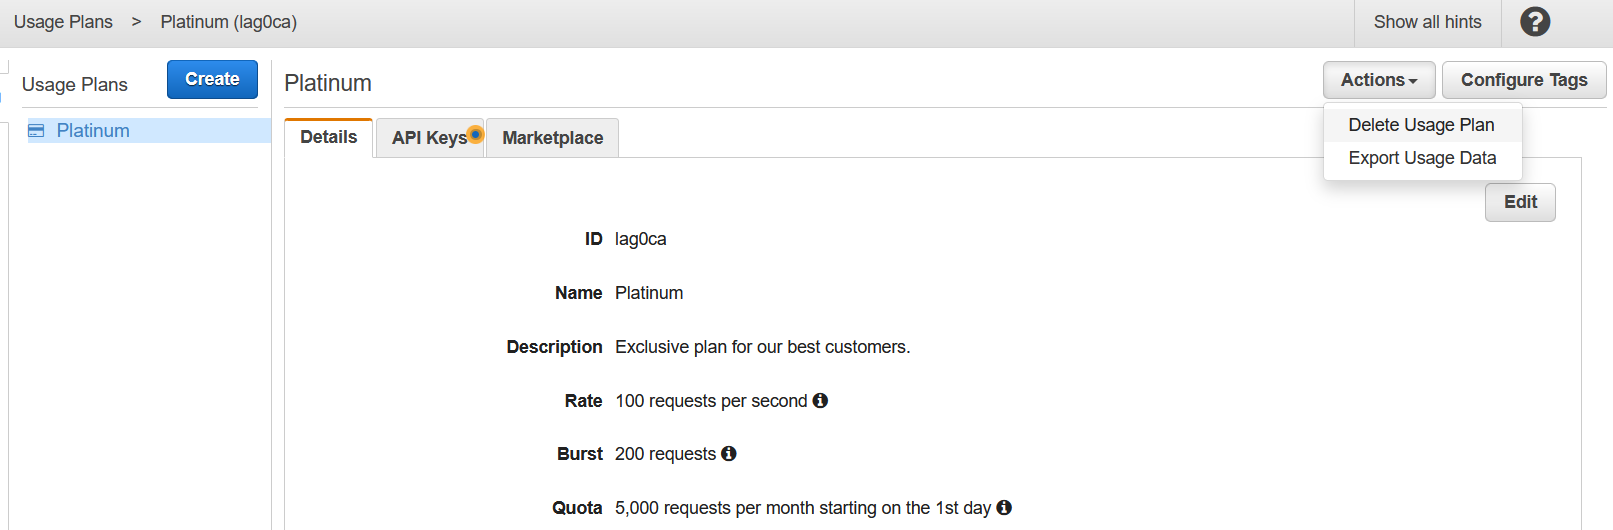 Usage Plans > Platinum (lag0ca) Show all hints ?
Usage Plans Create
Platinum
Platinum Actions Configure Tags
Delete Usage Plan
Export Usage Data
Details API Keys Marketplace
Edit
ID lag0ca
Name Platinum
Description Exclusive plan for our best customers.
Rate 100 requests per second
Burst 200 requests
Quota 5,000 requests per month starting on the 1st day